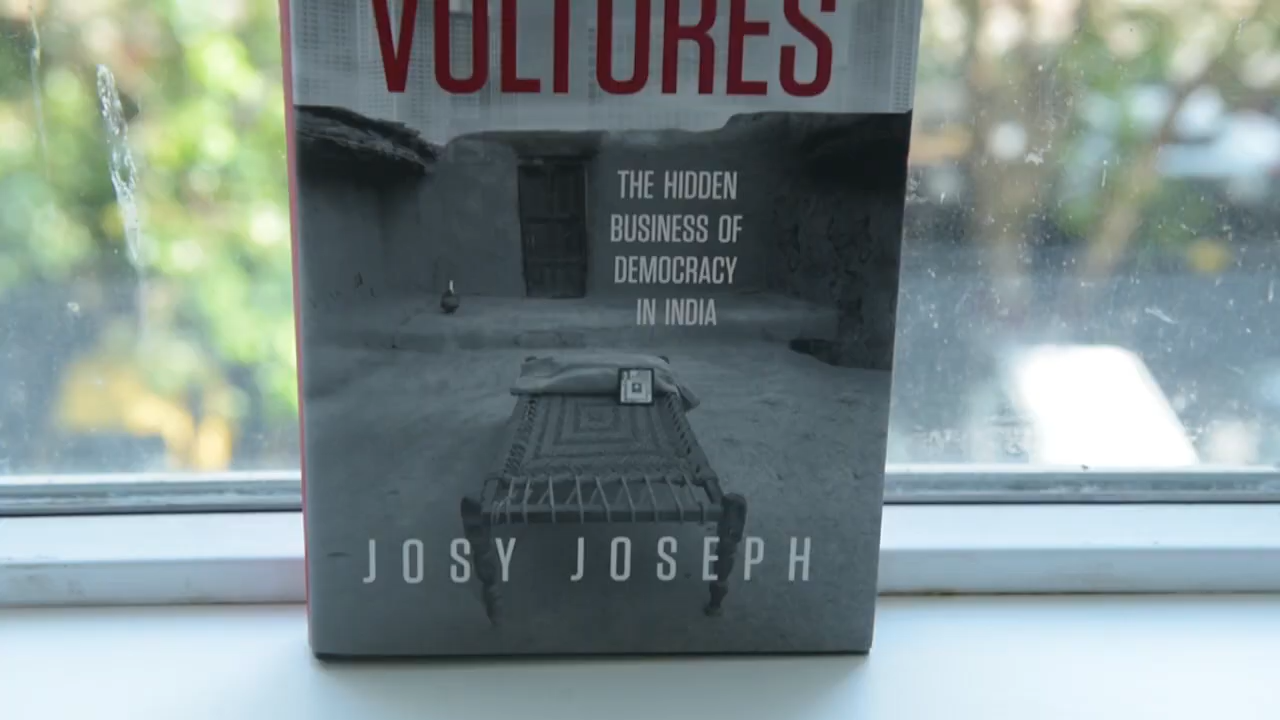 VULTURES
THE HIDDEN
BUSINESS OF
DEMOCRACY
IN INDIA
JOSY JOSEPH